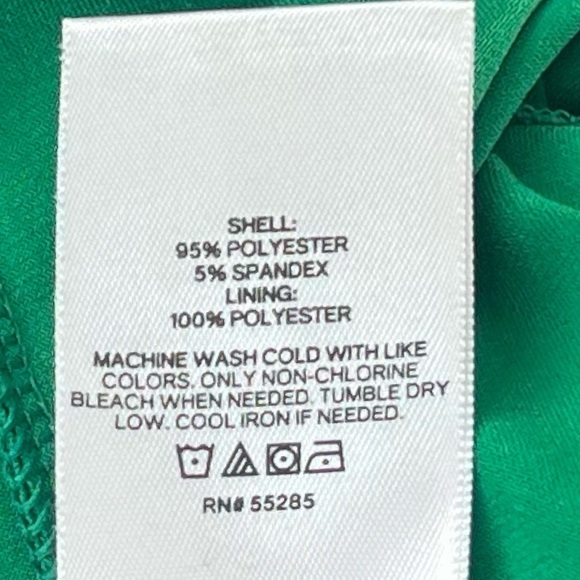 SHELL:
95% POLYESTER
5% SPANDEX
LINING:
100% POLYESTER
MACHINE WASH COLD WITH LIKE
COLORS. ONLY NON-CHLORINE
BLEACH WHEN NEEDED. TUMBLE DRY
LOW. COOL IRON IF NEEDED.
RN# 55285